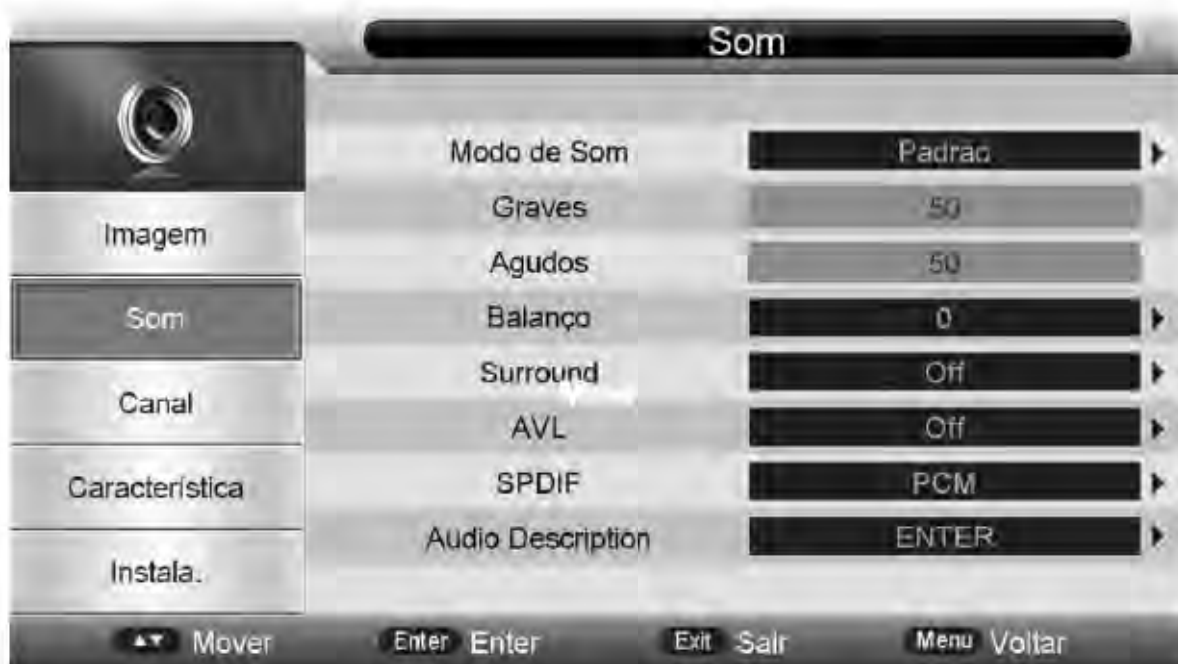 Som
Imagem
Som
Canal
Característica
Instala.
Modo de Som Padrão
Graves 50
Agudos 50
Balanço 0
Surround Off
AVL Off
SPDIF PCM
Audio Description ENTER
▲▼ Mover Enter Enter Exit Sair Menu Voltar